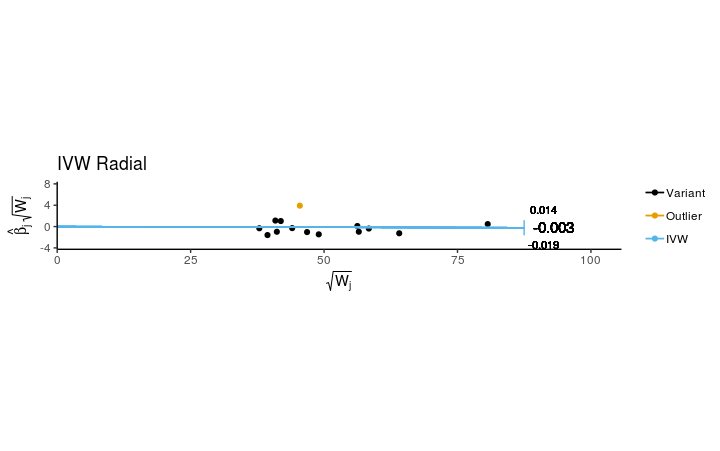 IVW Radial
β̂ⱼ√Wⱼ
8
4
0
-4
0
25
50
75
100
√Wⱼ
0.014
-0.003
-0.019
Variant
Outlier
IVW